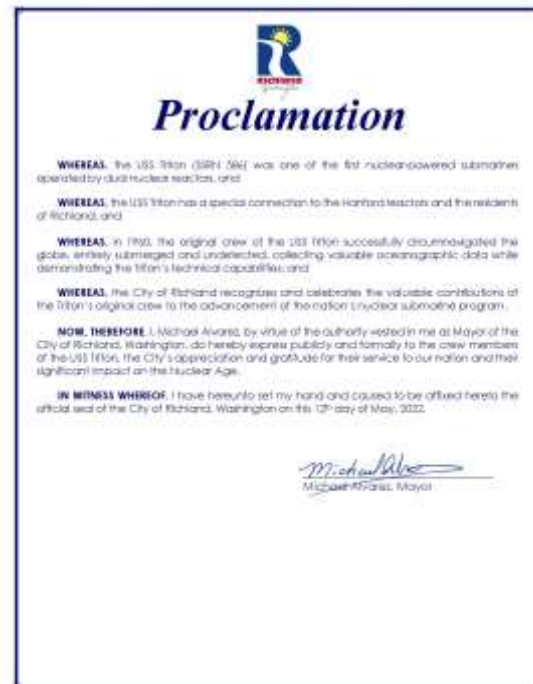 RICHLAND
Proclamation
WHEREAS, the USS Triton (SSRN 586) was one of the first nuclear-powered submarines
operated by dual nuclear reactors, and
WHEREAS, the USS Triton has a special connection to the Hanford reactors and the residents
of Richland, and
WHEREAS, in 1960, the original crew of the USS Triton successfully circumnavigated the
globe, entirely submerged and undetected, collecting valuable oceanographic data while
demonstrating the Triton's technical capabilities; and
WHEREAS, the City of Richland recognizes and celebrates the valuable contributions of
the Triton's original crew to the advancement of the nation's nuclear submarine program.
NOW, THEREFORE, I, Michael Alvarez, by virtue of the authority vested in me as Mayor of the
City of Richland, Washington, do hereby express publicly and formally to the crew members
of the USS Triton, the City's appreciation and gratitude for their service to our nation and their
significant impact on the Nuclear Age.
IN WITNESS WHEREOF, I have hereunto set my hand and caused to be affixed hereto the
official seal of the City of Richland, Washington on this 12th day of May, 2022.
Michael Alvarez, Mayor